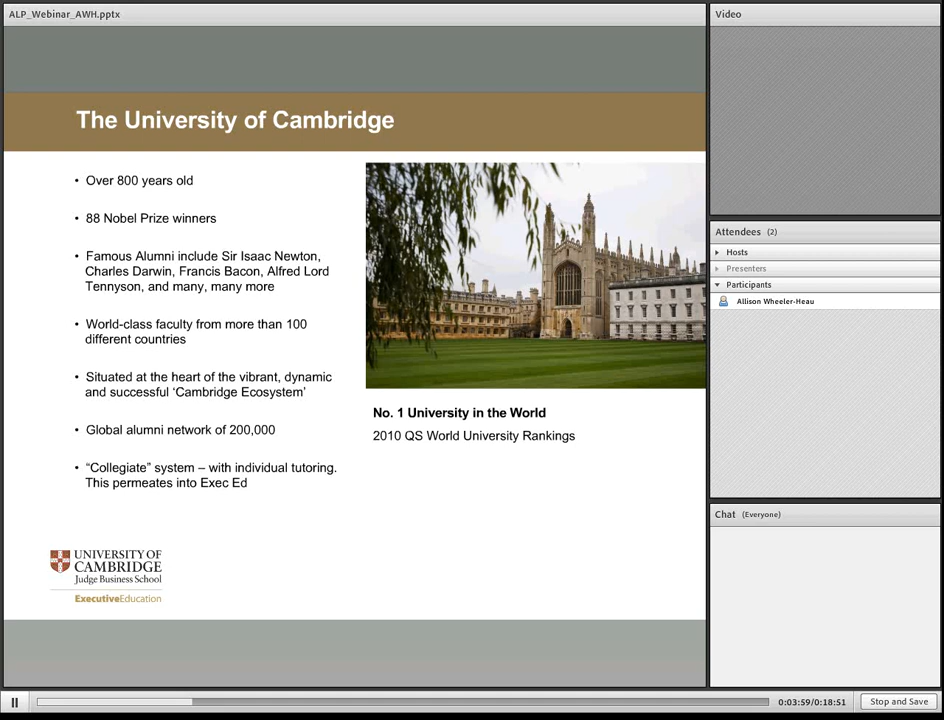 ALP_Webinar_AWH.pptx
The University of Cambridge
• Over 800 years old
• 88 Nobel Prize winners
• Famous Alumni include Sir Isaac Newton,
Charles Darwin, Francis Bacon, Alfred Lord
Tennyson, and many, many more
• World-class faculty from more than 100
different countries
• Situated at the heart of the vibrant, dynamic
and successful ‘Cambridge Ecosystem’
• Global alumni network of 200,000
• “Collegiate” system – with individual tutoring.
This permeates into Exec Ed
No. 1 University in the World
2010 QS World University Rankings
UNIVERSITY OF
CAMBRIDGE
Judge Business School
ExecutiveEducation
Video
Attendees (2)
Hosts
Presenters
Participants
Allison Wheeler-Heau
Chat (Everyone)
0:03:59/0:18:51
Stop and Save